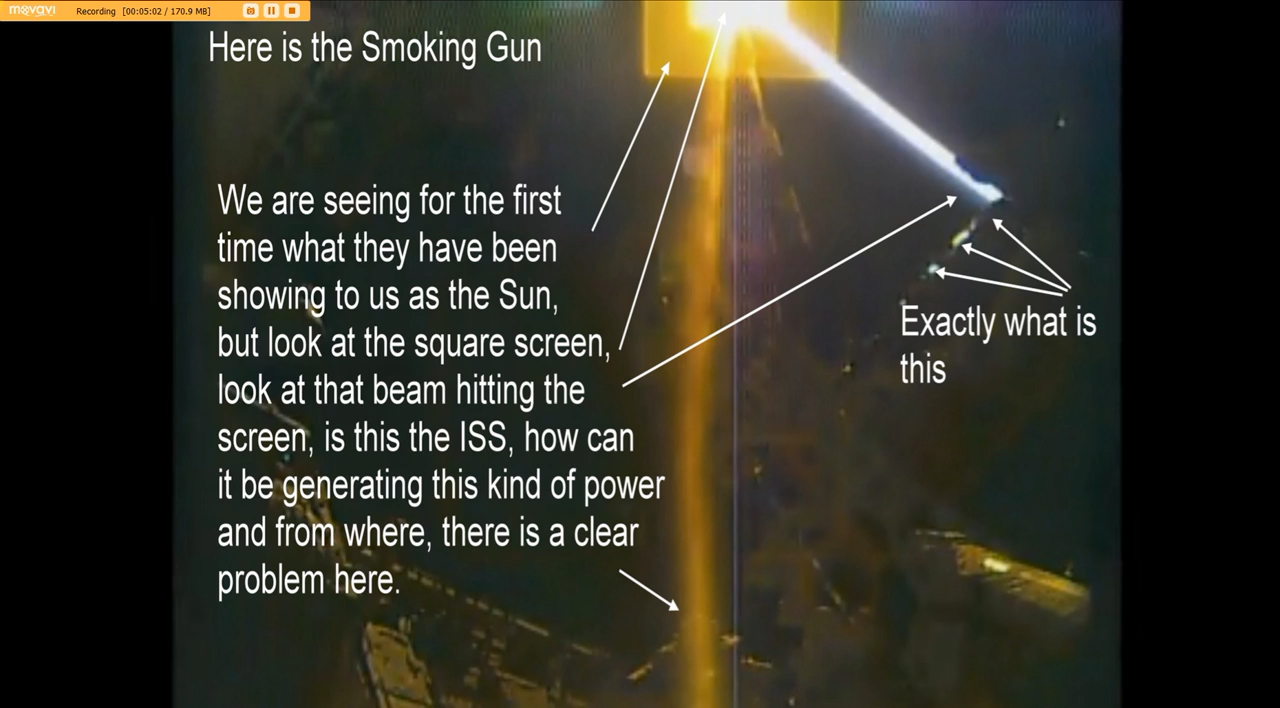 movavi Recording [00:05:02 / 170.9 MB]
Here is the Smoking Gun
We are seeing for the first
time what they have been
showing to us as the Sun,
but look at the square screen,
look at that beam hitting the
screen, is this the ISS, how can
it be generating this kind of power
and from where, there is a clear
problem here.
Exactly what is
this